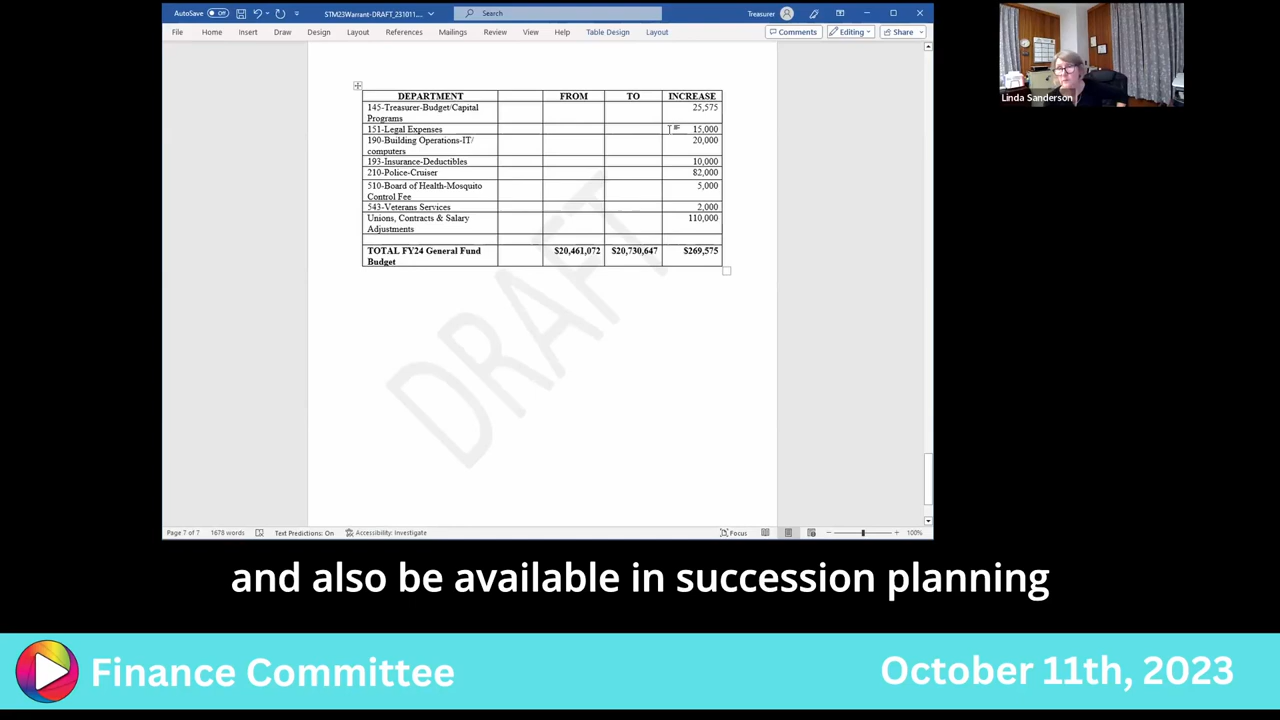 AutoSave Off STM23Warrant-DRAFT_231011.... Search Treasurer
File Home Insert Draw Design Layout References Mailings Review View Help Table Design Layout Comments Editing Share
Linda Sanderson
DEPARTMENT FROM TO INCREASE
145-Treasurer-Budget/Capital 25,575
Programs
151-Legal Expenses 15,000
190-Building Operations-IT/ 20,000
computers
193-Insurance-Deductibles 10,000
210-Police-Cruiser 82,000
510-Board of Health-Mosquito 5,000
Control Fee
543-Veterans Services 2,000
Unions, Contracts & Salary 110,000
Adjustments
TOTAL FY24 General Fund $20,461,072 $20,730,647 $269,575
Budget
DRAFT
Page 7 of 7 1678 words Text Predictions: On Accessibility: Investigate Focus 100%
and also be available in succession planning
Finance Committee October 11th, 2023